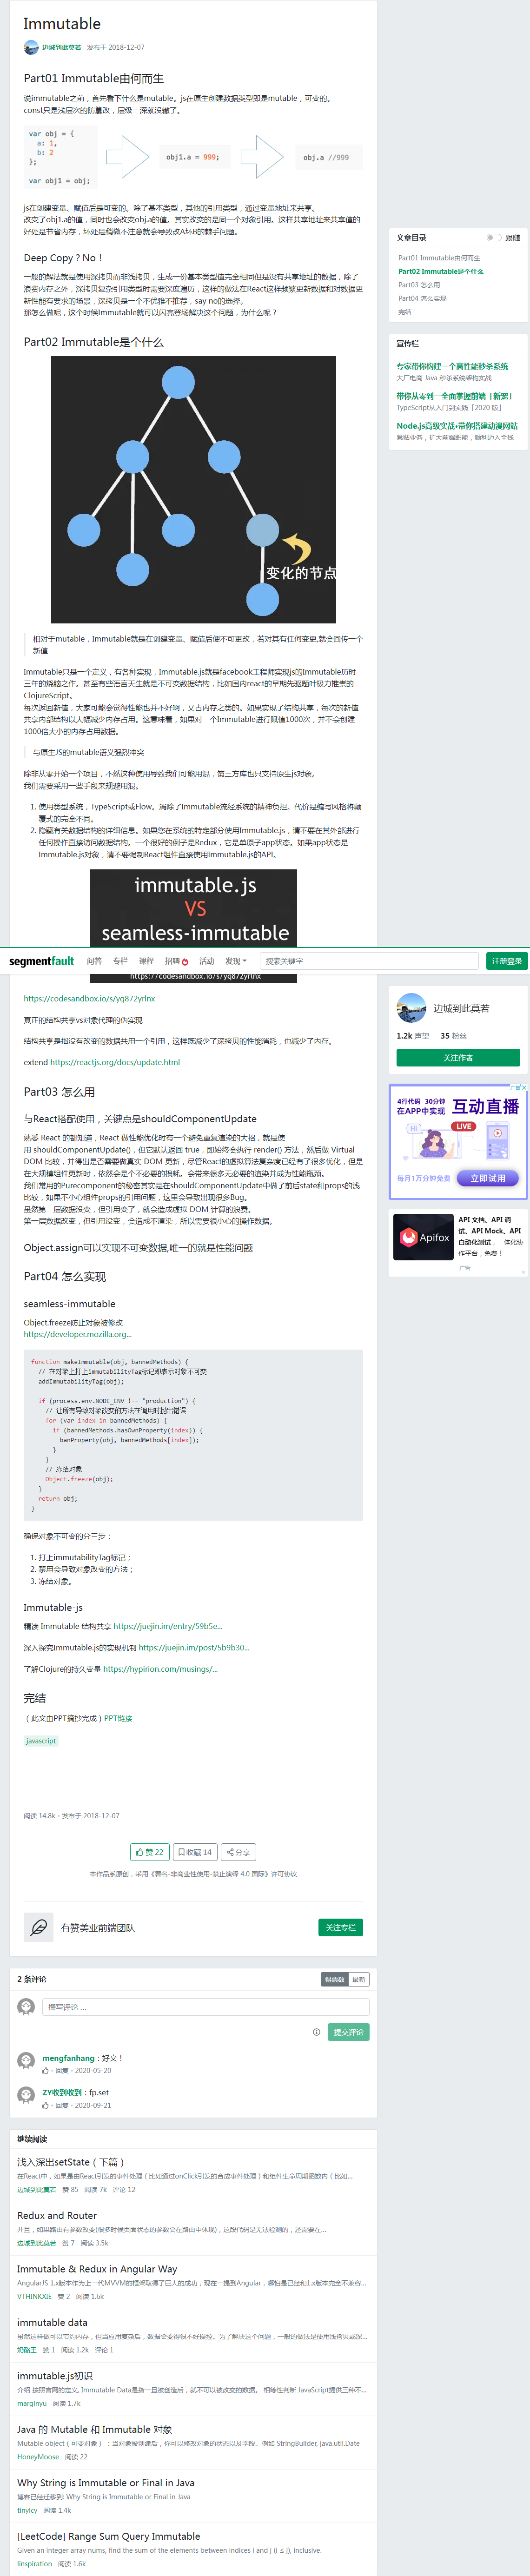 Immutable
边城到此莫若 发布于 2018-12-07
Part01 Immutable由何而生
说immutable之前，首先看下什么是mutable。js在原生创建数据类型即是mutable，可变的。
const只是浅层次的防篡改，层级一深就没辙了。
var obj = {
a: 1,
b: 2
};
var obj1 = obj;
obj1.a = 999;
obj.a //999
js在创建变量、赋值后是可变的。除了基本类型，其他的引用类型，通过变量地址来共享。
改变了obj1.a的值，同时也会改变obj.a的值。其实改变的是同一个对象引用。这样共享地址来共享值的
好处是节省内存，坏处是稍微不注意就会导致改A坏B的棘手问题。
Deep Copy？No！
一般的解法就是使用深拷贝而非浅拷贝，生成一份基本类型值完全相同但是没有共享地址的数据，除了
浪费内存之外，深拷贝复杂引用类型时需要深度遍历，这样的做法在React这样频繁更新数据和对数据更
新性能有要求的场景，深拷贝是一个不优雅不推荐，say no的选择。
那怎么做呢，这个时候Immutable就可以闪亮登场解决这个问题，为什么呢？
Part02 Immutable是个什么
变化的节点
相对于mutable，Immutable就是在创建变量、赋值后便不可更改，若对其有任何变更,就会回传一个
新值
Immutable只是一个定义，有各种实现，Immutable.js就是facebook工程师实现js的Immutable历时
三年的烧脑之作。甚至有些语言天生就是不可变数据结构，比如国内react的早期先驱题叶极力推崇的
ClojureScript。
每次返回新值，大家可能会觉得性能也并不好啊，又占内存之类的。如果实现了结构共享，每次的新值
共享内部结构以大幅减少内存占用。这意味着，如果对一个Immutable进行赋值1000次，并不会创建
1000倍大小的内存占用数据。
与原生JS的mutable语义强烈冲突
除非从零开始一个项目，不然这种使用导致我们可能用混，第三方库也只支持原生js对象。
我们需要采用一些手段来规避用混。
1. 使用类型系统，TypeScript或Flow。消除了Immutable流经系统的精神负担。代价是编写风格将颠
覆式的完全不同。
2. 隐藏有关数据结构的详细信息。如果您在系统的特定部分使用Immutable.js，请不要在其外部进行
任何操作直接访问数据结构。一个很好的例子是Redux，它是单原子app状态。如果app状态是
Immutable.js对象，请不要强制React组件直接使用Immutable.js的API。
immutable.js
VS
seamless-immutable
segmentfault 问答 专栏 课程 招聘 活动 发现 搜索关键字 注册登录
https://codesandbox.io/s/yq872yrlnx
https://codesandbox.io/s/yq872yrlnx
真正的结构共享vs对象代理的伪实现
结构共享是指没有改变的数据共用一个引用，这样既减少了深拷贝的性能消耗，也减少了内存。
extend https://reactjs.org/docs/update.html
Part03 怎么用
与React搭配使用，关键点是shouldComponentUpdate
熟悉 React 的都知道，React 做性能优化时有一个避免重复渲染的大招，就是使
用 shouldComponentUpdate()，但它默认返回 true，即始终会执行 render() 方法，然后做 Virtual
DOM 比较，并得出是否需要做真实 DOM 更新，尽管React的虚拟算法复杂度已经有了很多优化，但是
在大规模组件更新时，依然会是个不必要的损耗。会带来很多无必要的渲染并成为性能瓶颈。
我们常用的Purecomponent的秘密其实是在shouldComponentUpdate中做了前后state和props的浅
比较，如果不小心组件props的引用问题，这里会导致出现很多Bug。
虽然第一层数据没变，但引用变了，就会造成虚拟 DOM 计算的浪费。
第一层数据改变，但引用没变，会造成不渲染，所以需要很小心的操作数据。
Object.assign可以实现不可变数据,唯一的就是性能问题
Part04 怎么实现
seamless-immutable
Object.freeze防止对象被修改
https://developer.mozilla.org...
function makeImmutable(obj, bannedMethods) {
// 在对象上打上immutabilityTag标记即表示对象不可变
addImmutabilityTag(obj);
if (process.env.NODE_ENV !== "production") {
// 让所有导致对象改变的方法在调用时抛出错误
for (var index in bannedMethods) {
if (bannedMethods.hasOwnProperty(index)) {
banProperty(obj, bannedMethods[index]);
}
}
// 冻结对象
Object.freeze(obj);
}
return obj;
}
确保对象不可变的分三步：
1. 打上immutabilityTag标记；
2. 禁用会导致对象改变的方法；
3. 冻结对象。
Immutable-js
精读 Immutable 结构共享 https://juejin.im/entry/59b5e...
深入探究Immutable.js的实现机制 https://juejin.im/post/5b9b30...
了解Clojure的持久变量 https://hypirion.com/musings/...
完结
（此文由PPT摘抄完成）PPT链接
javascript
阅读 14.8k · 发布于 2018-12-07
赞 22 收藏 14 分享
本作品系原创，采用《署名-非商业性使用-禁止演绎 4.0 国际》许可协议
有赞美业前端团队 关注专栏
2 条评论 得票数 最新
撰写评论 ...
提交评论
mengfanhang：好文！
· 回复 · 2020-05-20
ZY收到收到：fp.set
· 回复 · 2020-09-21
继续阅读
浅入深出setState（下篇）
在React中，如果是由React引发的事件处理（比如通过onClick引发的合成事件处理）和组件生命周期函数内（比如...
边城到此莫若 赞 85 阅读 7k 评论 12
Redux and Router
并且，如果路由有参数改变(很多时候页面状态的参数会在路由中体现)，这段代码是无法检测的，还需要在...
边城到此莫若 赞 7 阅读 3.5k
Immutable & Redux in Angular Way
AngularJS 1.x版本作为上一代MVVM的框架取得了巨大的成功，现在一提到Angular，哪怕是已经和1.x版本完全不兼容...
VTHINKXIE 赞 2 阅读 1.6k
immutable data
虽然这样做可以节约内存，但当应用复杂后，数据会变得很不好操控。为了解决这个问题，一般的做法是使用浅拷贝或深...
奶酪王 赞 1 阅读 1.2k 评论 1
immutable.js初识
介绍 按照官网的定义, Immutable Data是指一旦被创造后，就不可以被改变的数据。 相等性判断 JavaScript提供三种不...
marginyu 阅读 1.7k
Java 的 Mutable 和 Immutable 对象
Mutable object（可变对象）：当对象被创建后，你可以修改对象的状态以及字段。例如 StringBuilder, java.util.Date
HoneyMoose 阅读 22
Why String is Immutable or Final in Java
博客已经迁移到: Why String is Immutable or Final in Java
tinylcy 阅读 1.4k
[LeetCode] Range Sum Query Immutable
Given an integer array nums, find the sum of the elements between indices i and j (i ≤ j), inclusive.
linspiration 阅读 1.6k
文章目录 跟随
Part01 Immutable由何而生
Part02 Immutable是个什么
Part03 怎么用
Part04 怎么实现
完结
宣传栏
专家带你构建一个高性能秒杀系统
大厂电商 Java 秒杀系统架构实战
带你从零到一全面掌握前端「新宠」
TypeScript从入门到实践「2020 版」
Node.js高级实战•带你搭建动漫网站
紧贴业务，扩大前端职能，顺利迈入全栈
边城到此莫若
1.2k 声望 35 粉丝
关注作者
广告
4行代码 30分钟
在APP中实现 互动直播
Hi LIVE
每月1万分钟免费 立即试用
Apifox
API 文档、API 调
试、API Mock、API
自动化测试，一体化协
作平台，免费！
广告